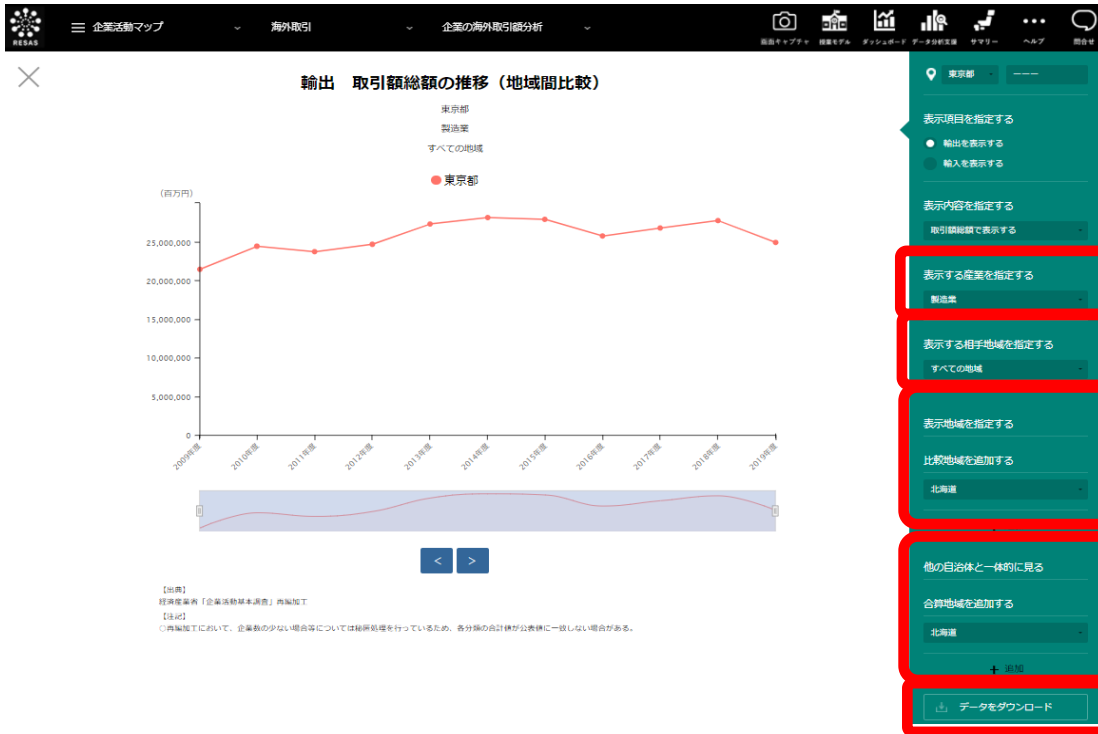 RESAS
企業活動マップ
海外取引
企業の海外取引額分析
画面キャプチャ
授業モデル
ダッシュボード
データ分析支援
サマリー
ヘルプ
問合せ
輸出　取引額総額の推移（地域間比較）
東京都
製造業
すべての地域
東京都
（百万円）
25,000,000
20,000,000
15,000,000
10,000,000
5,000,000
0
2009年度
2010年度
2011年度
2012年度
2013年度
2014年度
2015年度
2016年度
2017年度
2018年度
2019年度
<
>
【出典】
経済産業省「企業活動基本調査」再編加工
【注記】
○再編加工において、企業数の少ない場合等については秘匿処理を行っているため、各分類の合計値が公表値に一致しない場合がある。
東京都
---
表示項目を指定する
輸出を表示する
輸入を表示する
表示内容を指定する
取引額総額で表示する
表示する産業を指定する
製造業
表示する相手地域を指定する
すべての地域
表示地域を指定する
比較地域を追加する
北海道
他の自治体と一体的に見る
合算地域を追加する
北海道
+ 追加
データをダウンロード